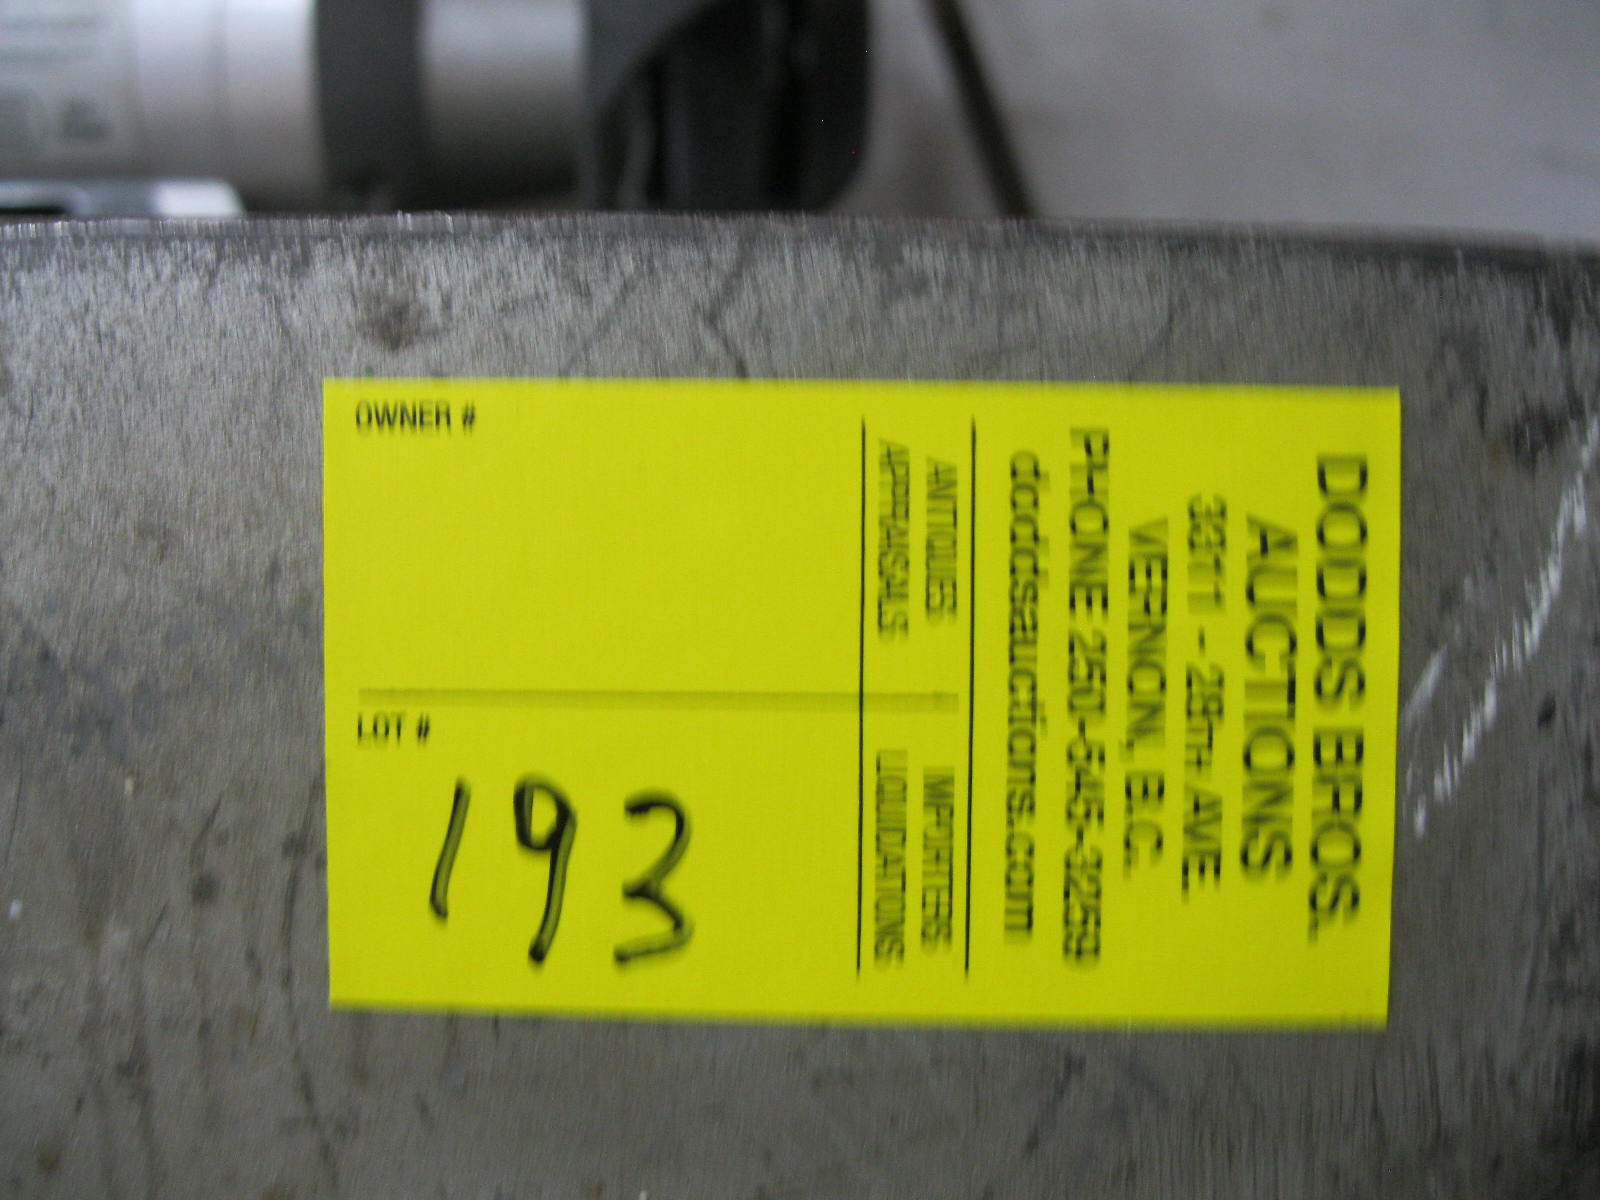 DODDS BROS.
AUCTIONS
3311 - 28TH AVE.
VERNON, B.C.
PHONE 250-545-3259
doddsauctions.com
ANTIQUES IMPORTERS
APPRAISALS LIQUIDATIONS
OWNER #
LOT #
193